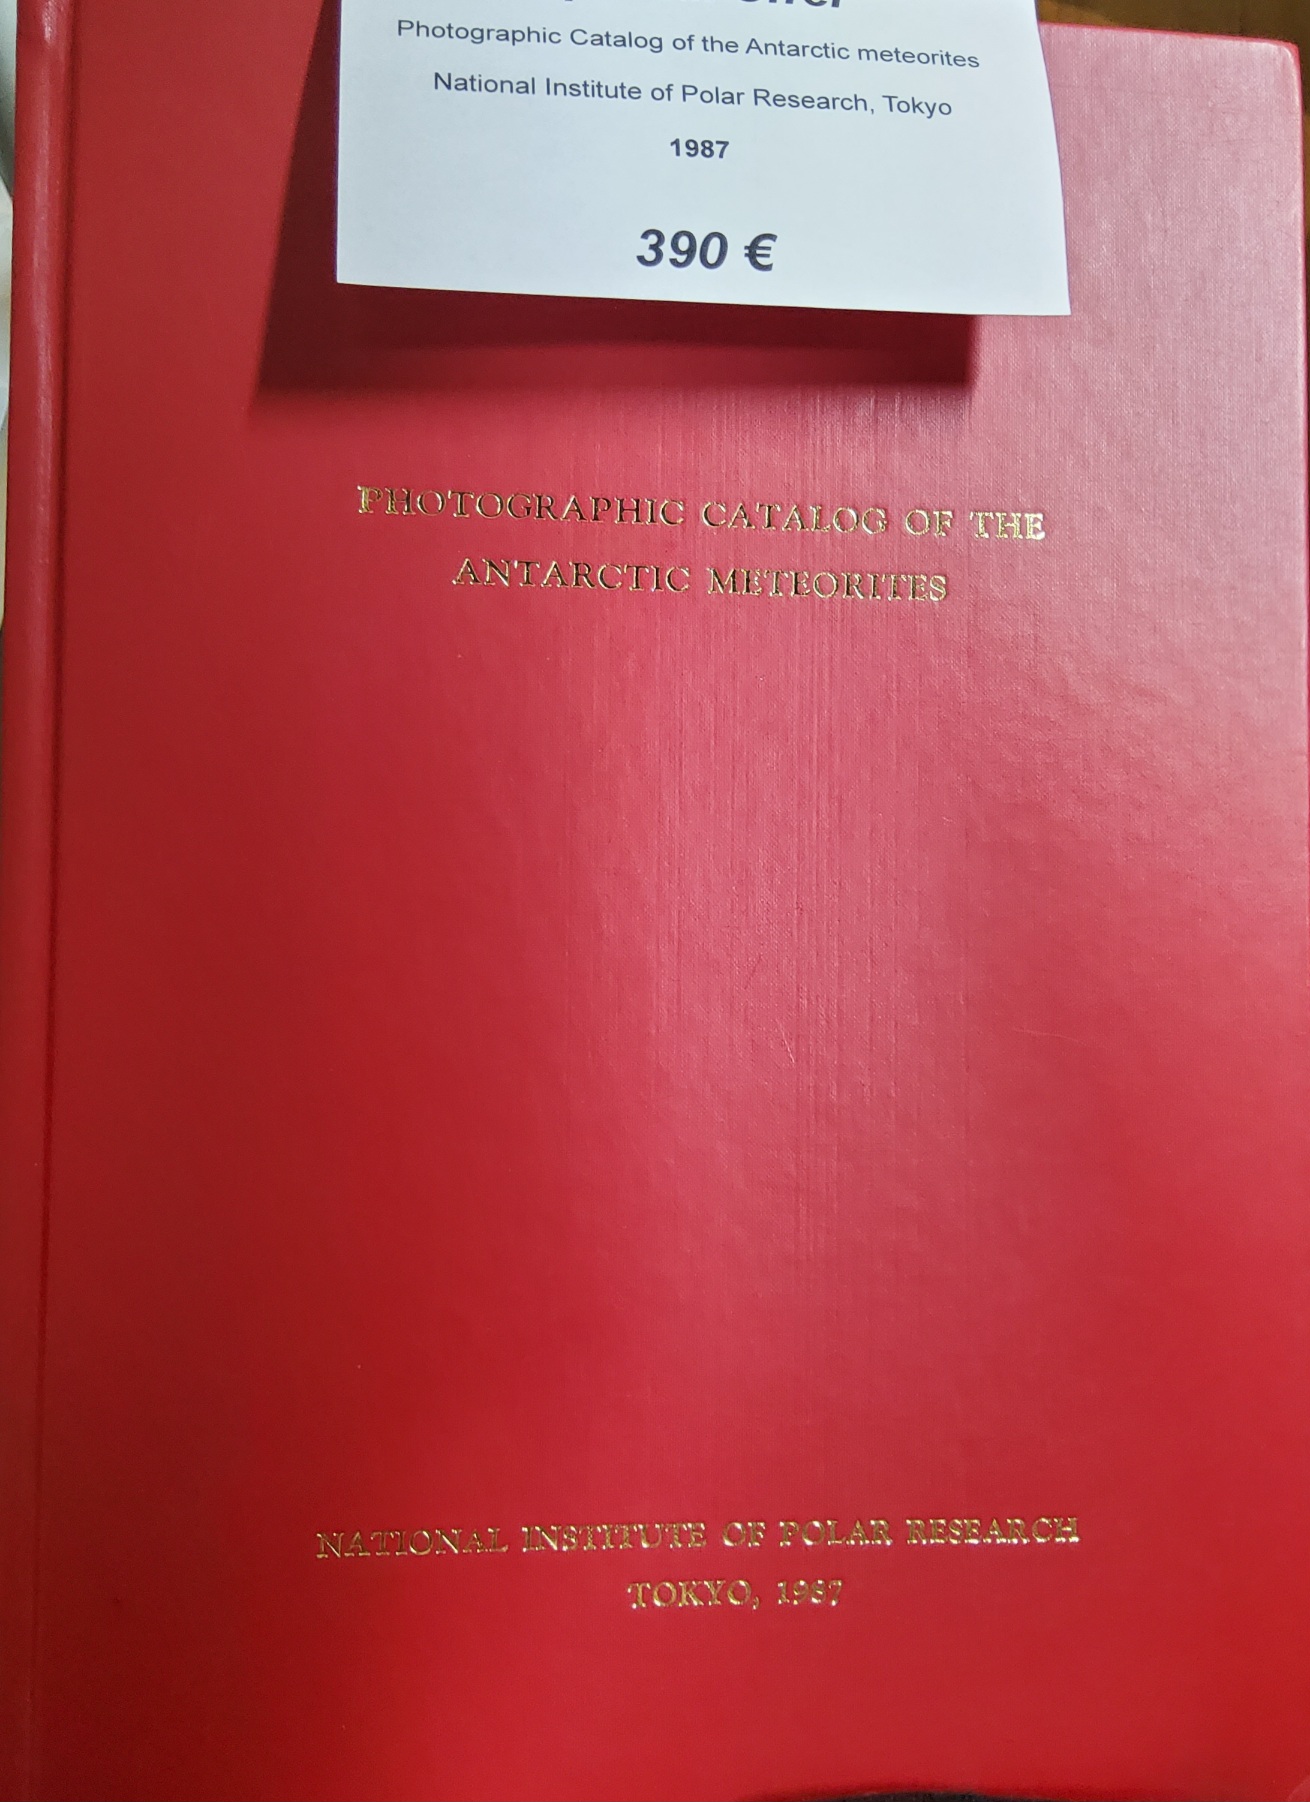 Photographic Catalog of the Antarctic meteorites
National Institute of Polar Research, Tokyo
1987
390 €
PHOTOGRAPHIC CATALOG OF THE
ANTARCTIC METEORITES
NATIONAL INSTITUTE OF POLAR RESEARCH
TOKYO, 1987